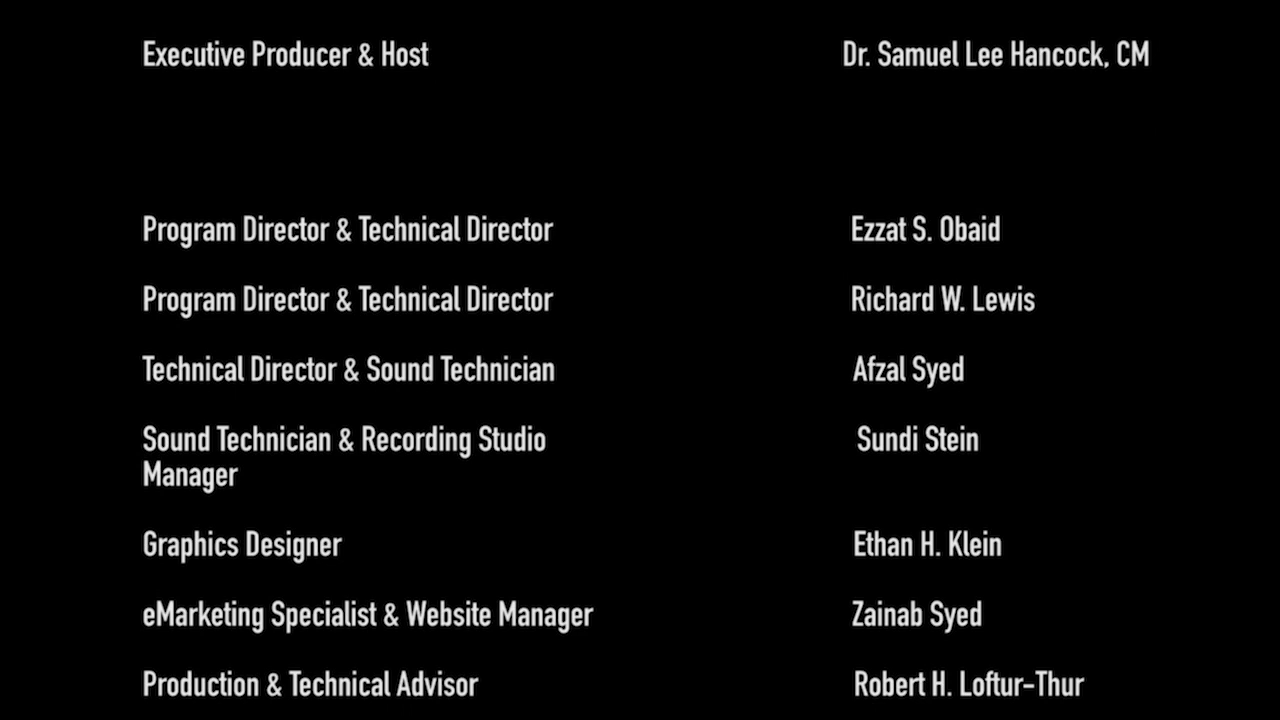 Executive Producer & Host Dr. Samuel Lee Hancock, CM
Program Director & Technical Director Ezzat S. Obaid
Program Director & Technical Director Richard W. Lewis
Technical Director & Sound Technician Afzal Syed
Sound Technician & Recording Studio Sundi Stein
Manager
Graphics Designer Ethan H. Klein
eMarketing Specialist & Website Manager Zainab Syed
Production & Technical Advisor Robert H. Loftur-Thur